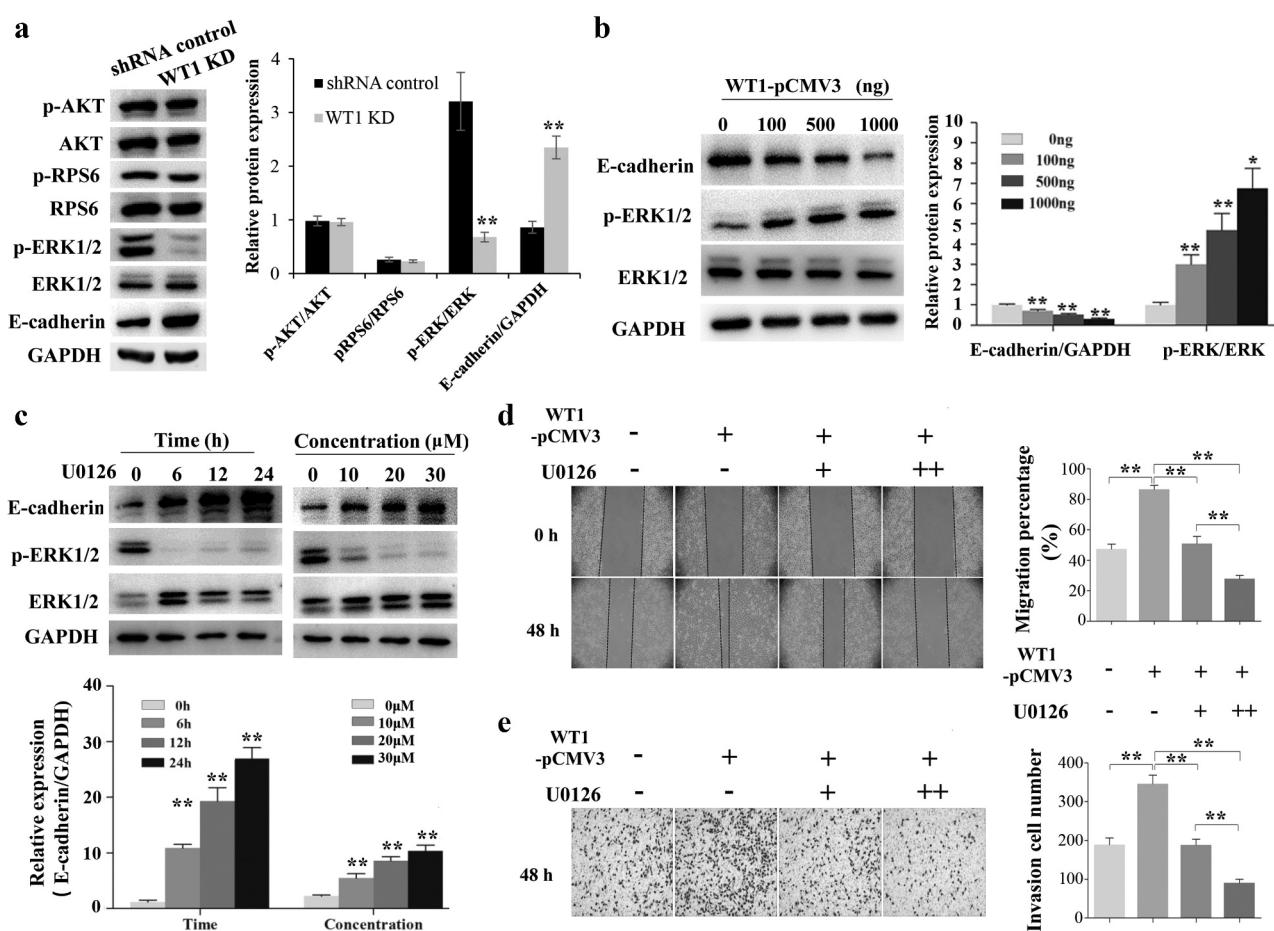 a
shRNA control
WT1 KD
p-AKT
AKT
p-RPS6
RPS6
p-ERK1/2
ERK1/2
E-cadherin
GAPDH
Relative protein expression
4
3
2
1
0
shRNA control
WT1 KD
**
**
p-AKT/AKT
pRPS6/RPS6
p-ERK/ERK
E-cadherin/GAPDH
b
WT1-pCMV3 (ng)
0 100 500 1000
E-cadherin
p-ERK1/2
ERK1/2
GAPDH
Relative protein expression
10
9
8
7
6
5
4
3
2
1
0
0ng
100ng
500ng
1000ng
** ** **
** ** *
E-cadherin/GAPDH p-ERK/ERK
c
Time (h) Concentration (μM)
U0126 0 6 12 24 0 10 20 30
E-cadherin
p-ERK1/2
ERK1/2
GAPDH
Relative expression
( E-cadherin/GAPDH)
40
30
20
10
0
0h
6h
12h
24h
0μM
10μM
20μM
30μM
** ** **
** ** **
Time Concentration
d
WT1
-pCMV3 - + + +
U0126 - - + ++
0 h
48 h
Migration percentage
(%)
100
80
60
40
20
0
** ** **
**
WT1
-pCMV3 - + + +
U0126 - - + ++
e
WT1
-pCMV3 - + + +
U0126 - - + ++
48 h
Invasion cell number
400
300
200
100
0
** ** **
**